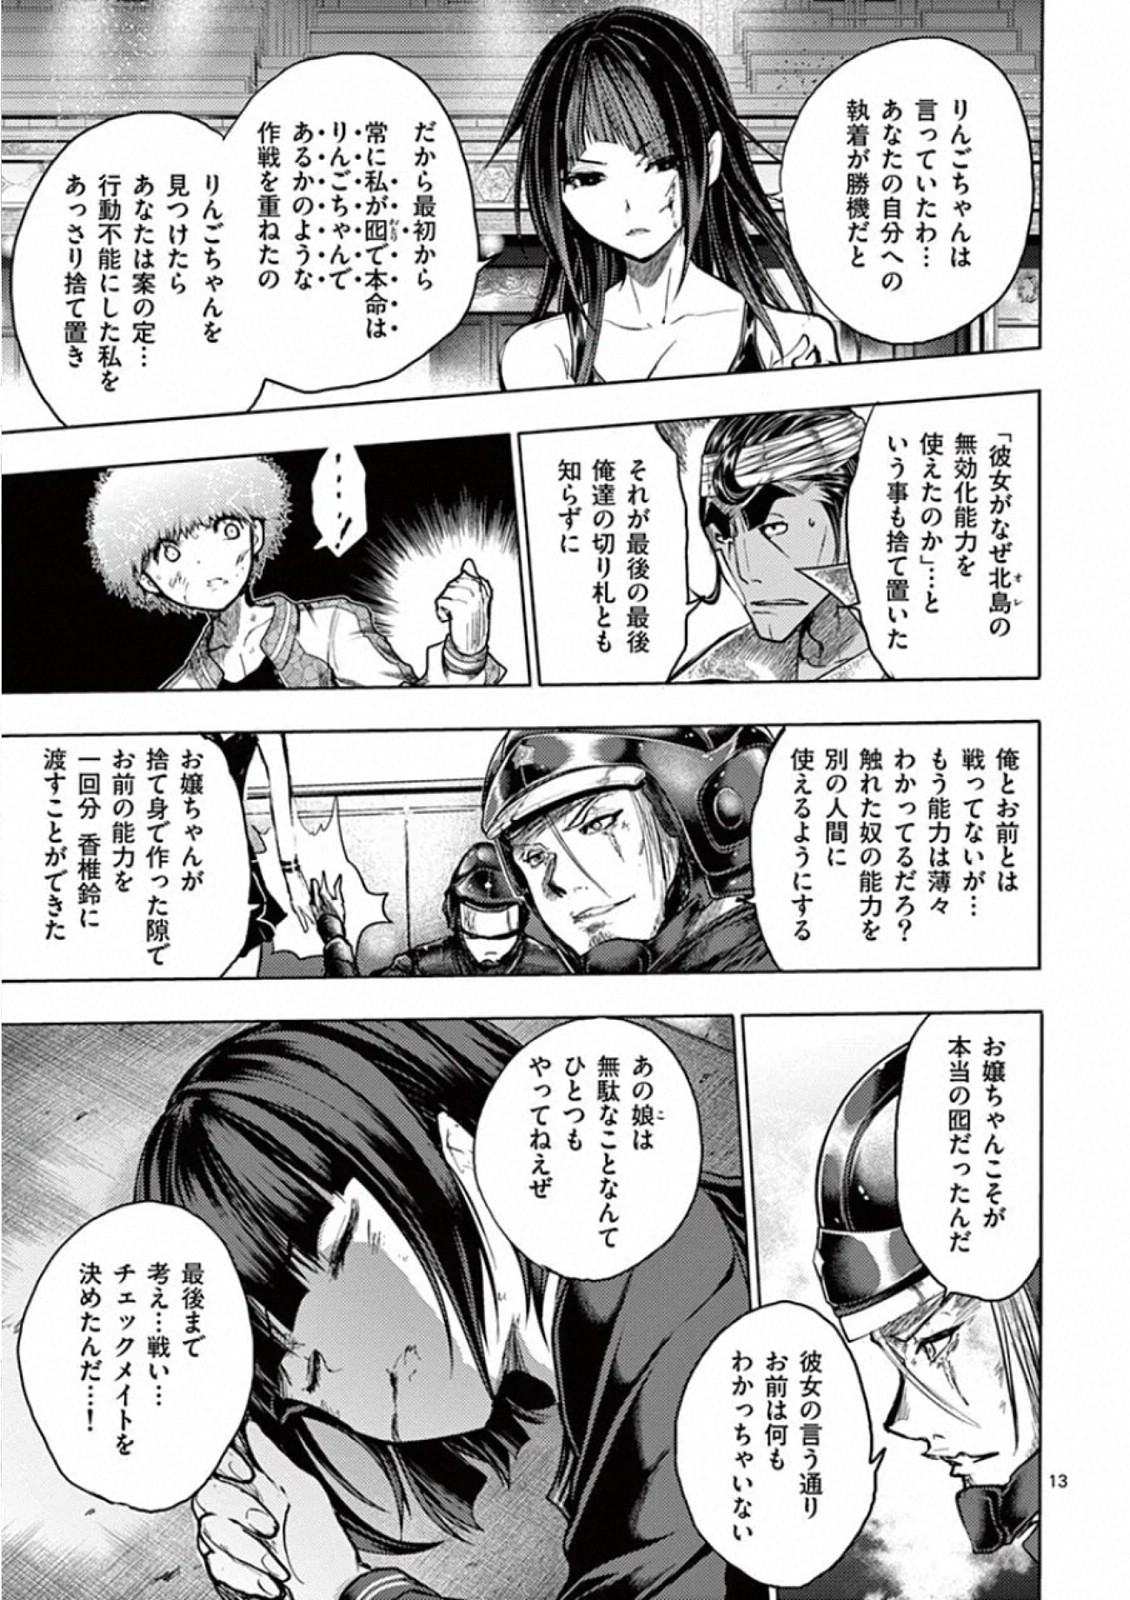 りんごちゃんは
言っていたわ…
あなたの自分への
執着が勝機だと
だから最初から
常に私が囮で本命は
おとり
りんごちゃんで
あるかのような
作戦を重ねたの
りんごちゃんを
見つけたら
あなたは案の定…
行動不能にした私を
あっさり捨て置き
「彼女がなぜ北島の
オレ
無効化能力を
使えたのか」…と
いう事も捨て置いた
それが最後の最後
俺達の切り札とも
知らずに
……!
俺とお前とは
戦ってないが…
もう能力は薄々
わかってるだろ?
触れた奴の能力を
別の人間に
使えるようにする
お嬢ちゃんが
捨て身で作った隙で
お前の能力を
一回分 香椎鈴に
渡すことができた
お嬢ちゃんこそが
本当の囮だったんだ
彼女の言う通り
お前は何も
わかっちゃいない
あの娘は
こ
無駄なことなんて
ひとつも
やってねえぜ
最後まで
考え…戦い…
チェックメイトを
決めたんだ…!
13